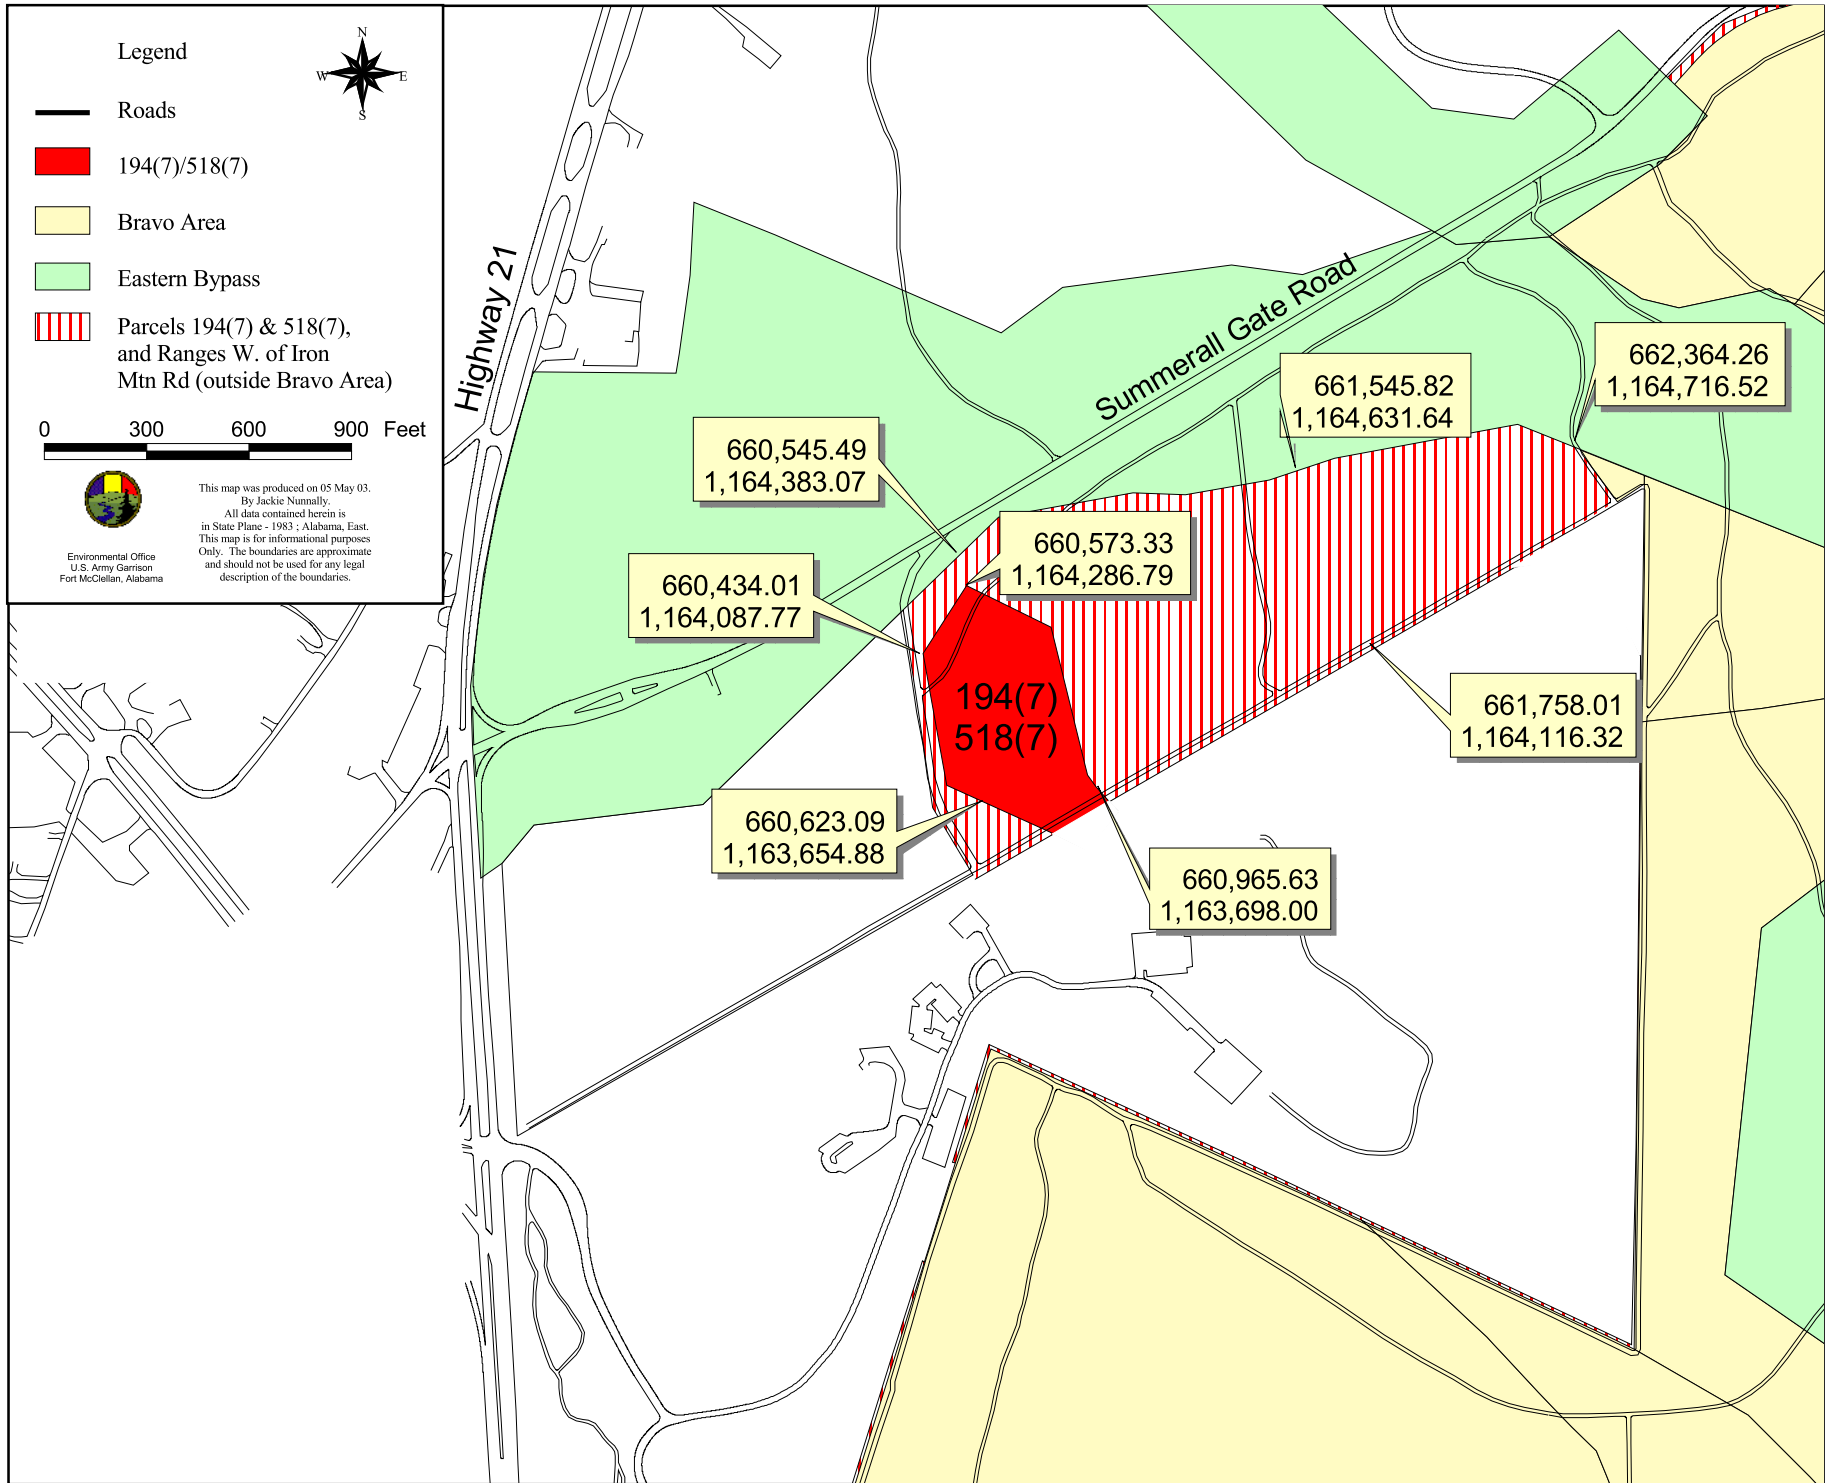 Legend
N
W E
S
Roads
194(7)/518(7)
Bravo Area
Eastern Bypass
Parcels 194(7) & 518(7),
and Ranges W. of Iron
Mtn Rd (outside Bravo Area)
0 300 600 900 Feet
This map was produced on 05 May 03.
By Jackie Nunnally.
All data contained herein is
in State Plane - 1983 ; Alabama, East.
This map is for informational purposes
Only. The boundaries are approximate
and should not be used for any legal
description of the boundaries.
Environmental Office
U.S. Army Garrison
Fort McClellan, Alabama
Highway 21
Summerall Gate Road
662,364.26
1,164,716.52
661,545.82
1,164,631.64
660,545.49
1,164,383.07
660,573.33
1,164,286.79
660,434.01
1,164,087.77
194(7)
518(7)
661,758.01
1,164,116.32
660,623.09
1,163,654.88
660,965.63
1,163,698.00